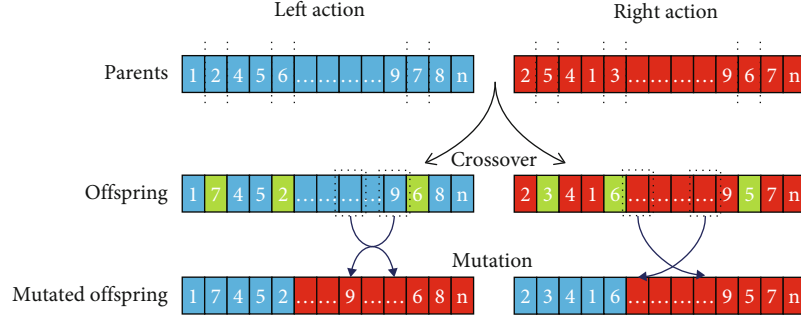 Left action Right action
Parents 1 2 4 5 6 ............ 9 7 8 n 2 5 4 1 3 ............ 9 6 7 n
Crossover
Offspring 1 7 4 5 2 ............ 9 6 8 n 2 3 4 1 6 ............ 9 5 7 n
Mutation
Mutated offspring 1 7 4 5 2 ...... 9 ...... 6 8 n 2 3 4 1 6 ............ 9 5 7 n